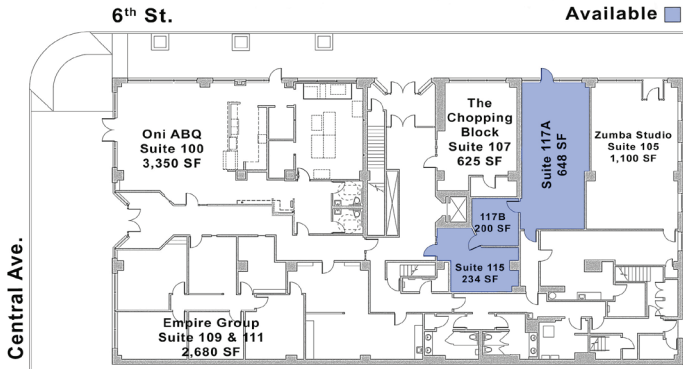 6th St.
Available
Oni ABQ
Suite 100
3,350 SF
The
Chopping
Block
Suite 107
625 SF
Suite 117A
648 SF
Zumba Studio
Suite 105
1,100 SF
117B
200 SF
Suite 115
234 SF
Central Ave.
Empire Group
Suite 109 & 111
2,680 SF